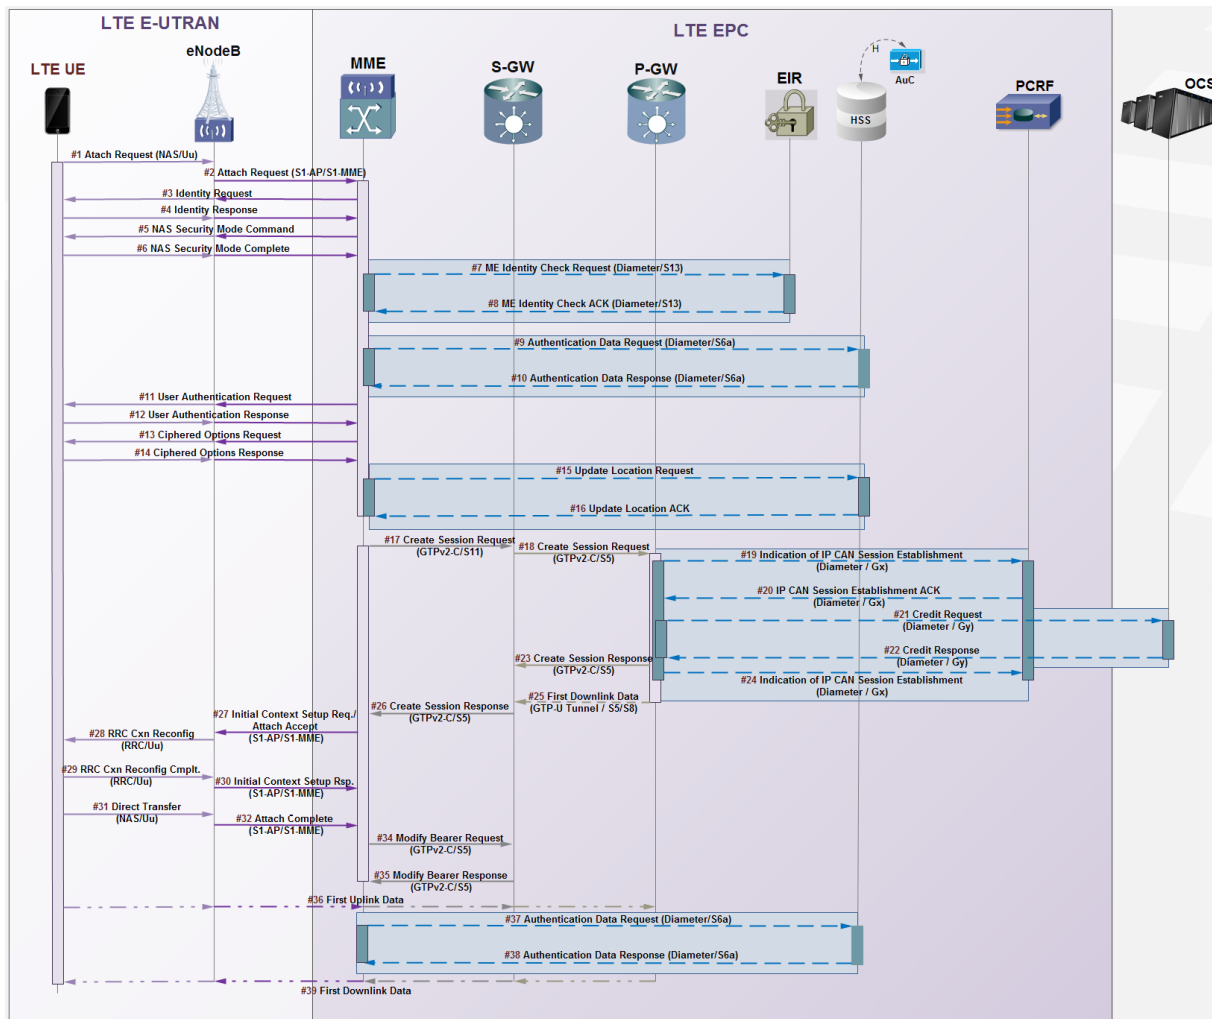 LTE E-UTRAN
LTE EPC
LTE UE
eNodeB
MME
S-GW
P-GW
EIR
H
AuC
HSS
PCRF
OCS
#1 Atach Request (NAS/Uu)
#2 Attach Request (S1-AP/S1-MME)
#3 Identity Request
#4 Identity Response
#5 NAS Security Mode Command
#6 NAS Security Mode Complete
#7 ME Identity Check Request (Diameter/S13)
#8 ME Identity Check ACK (Diameter/S13)
#9 Authentication Data Request (Diameter/S6a)
#10 Authentication Data Response (Diameter/S6a)
#11 User Authentication Request
#12 User Authentication Response
#13 Ciphered Options Request
#14 Ciphered Options Response
#15 Update Location Request
#16 Update Location ACK
#17 Create Session Request
(GTPv2-C/S11)
#18 Create Session Request
(GTPv2-C/S5)
#19 Indication of IP CAN Session Establishment
(Diameter / Gx)
#20 IP CAN Session Establishment ACK
(Diameter / Gx)
#21 Credit Request
(Diameter / Gy)
#22 Credit Response
(Diameter / Gy)
#23 Create Session Response
(GTPv2-C/S5)
#24 Indication of IP CAN Session Establishment
(Diameter / Gx)
#25 First Downlink Data
(GTP-U Tunnel / S5/S8)
#26 Create Session Response
(GTPv2-C/S5)
#27 Initial Context Setup Req./
Attach Accept
(S1-AP/S1-MME)
#28 RRC Cxn Reconfig
(RRC/Uu)
#29 RRC Cxn Reconfig Cmplt.
(RRC/Uu)
#30 Initial Context Setup Rsp.
(S1-AP/S1-MME)
#31 Direct Transfer
(NAS/Uu)
#32 Attach Complete
(S1-AP/S1-MME)
#34 Modify Bearer Request
(GTPv2-C/S5)
#35 Modify Bearer Response
(GTPv2-C/S5)
#36 First Uplink Data
#37 Authentication Data Request (Diameter/S6a)
#38 Authentication Data Response (Diameter/S6a)
#39 First Downlink Data